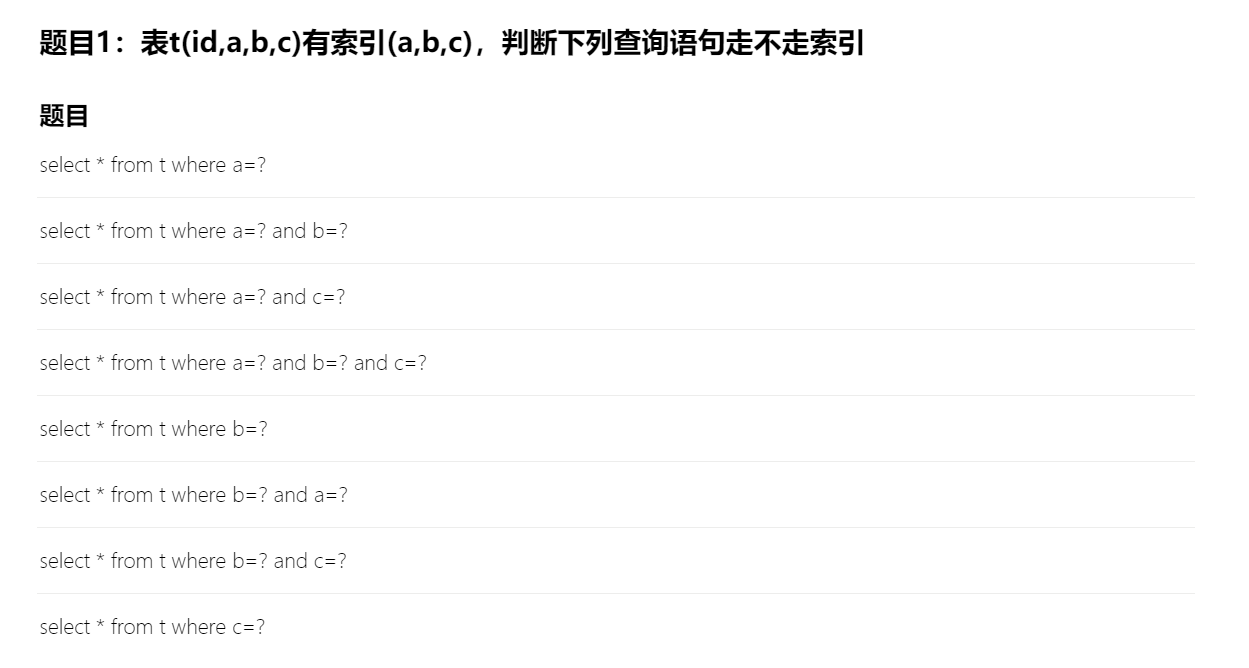 题目1：表t(id,a,b,c)有索引(a,b,c)，判断下列查询语句走不走索引
题目
select * from t where a=?
select * from t where a=? and b=?
select * from t where a=? and c=?
select * from t where a=? and b=? and c=?
select * from t where b=?
select * from t where b=? and a=?
select * from t where b=? and c=?
select * from t where c=?